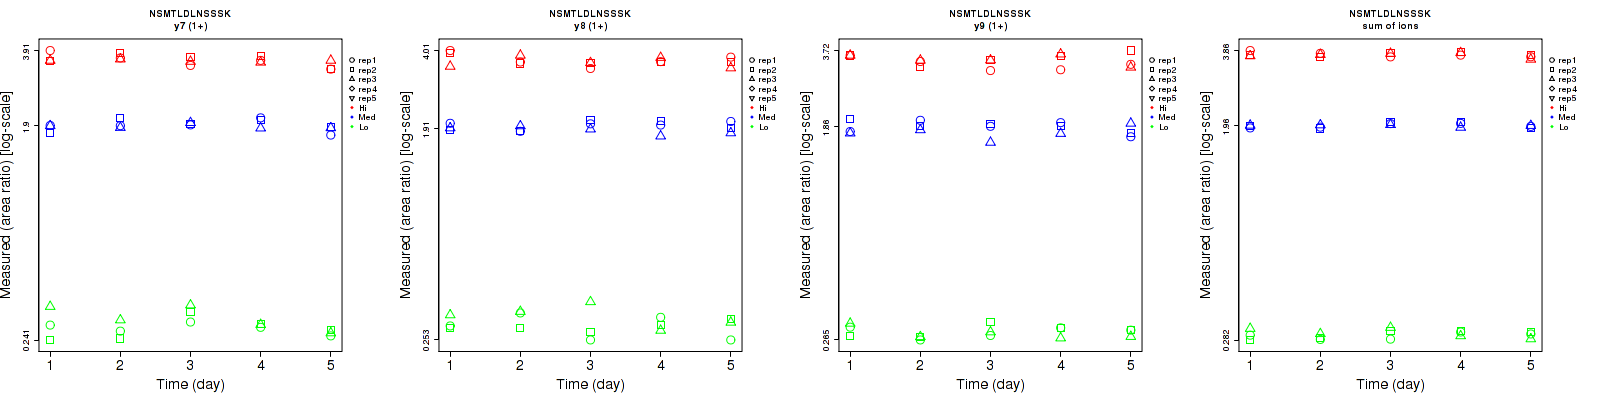 NSMTLDLNSSSK
y7 (1+)
Measured (area ratio) [log-scale]
3.91
1.9
0.241
1 2 3 4 5
Time (day)
rep1
rep2
rep3
rep4
rep5
Hi
Med
Lo
NSMTLDLNSSSK
y8 (1+)
Measured (area ratio) [log-scale]
4.01
1.91
0.253
1 2 3 4 5
Time (day)
rep1
rep2
rep3
rep4
rep5
Hi
Med
Lo
NSMTLDLNSSSK
y9 (1+)
Measured (area ratio) [log-scale]
3.72
1.86
0.265
1 2 3 4 5
Time (day)
rep1
rep2
rep3
rep4
rep5
Hi
Med
Lo
NSMTLDLNSSSK
sum of ions
Measured (area ratio) [log-scale]
3.86
1.96
0.282
1 2 3 4 5
Time (day)
rep1
rep2
rep3
rep4
rep5
Hi
Med
Lo